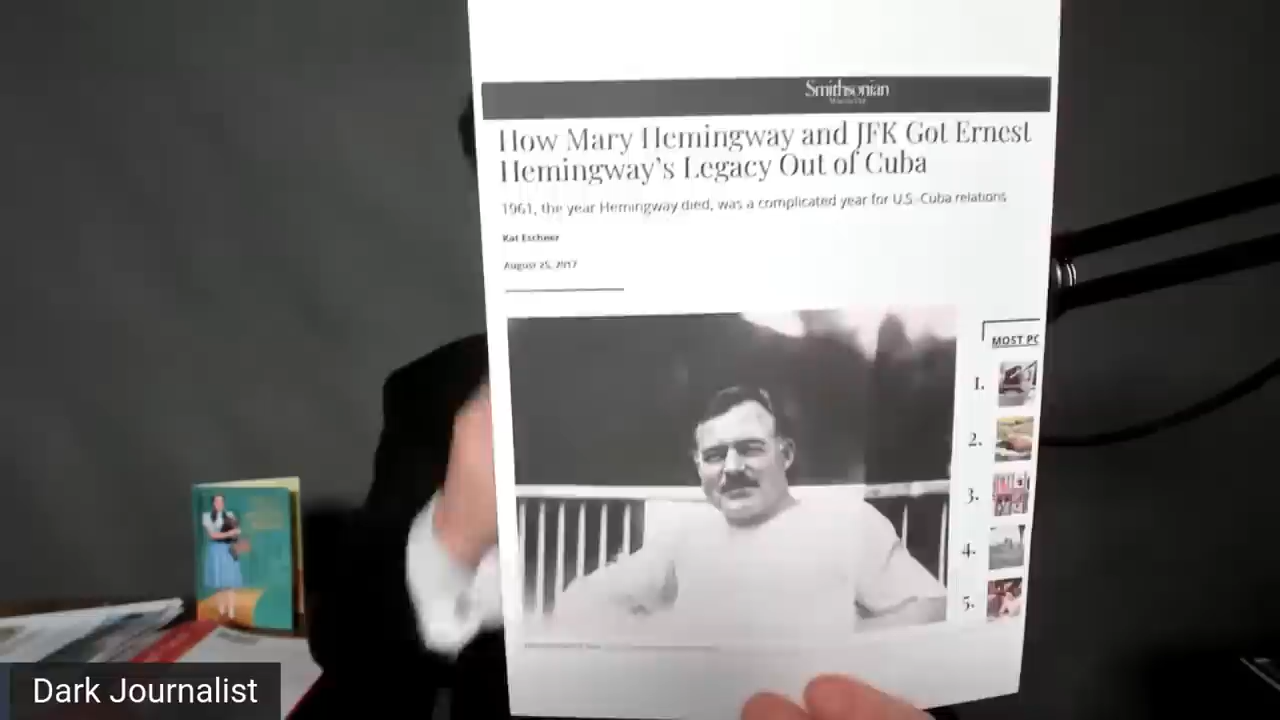 Smithsonian
How Mary Hemingway and JFK Got Ernest
Hemingway's Legacy Out of Cuba
1961, the year Hemingway died, was a complicated year for U.S.-Cuba relations
Kat Eschner
August 25, 2017
MOST PO
1.
2.
3.
4.
5.
Dark Journalist